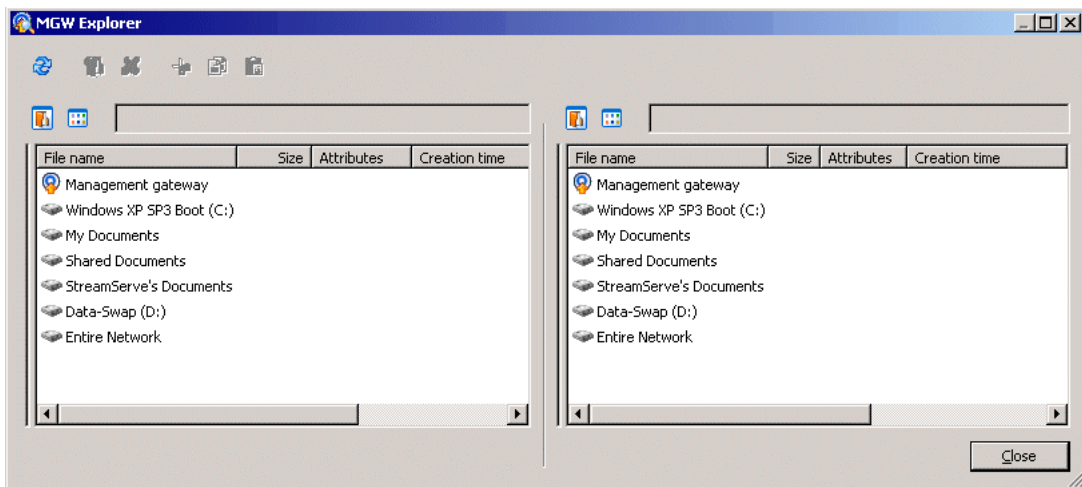 MGW Explorer
File name Size Attributes Creation time
Management gateway
Windows XP SP3 Boot (C:)
My Documents
Shared Documents
StreamServe's Documents
Data-Swap (D:)
Entire Network
File name Size Attributes Creation time
Management gateway
Windows XP SP3 Boot (C:)
My Documents
Shared Documents
StreamServe's Documents
Data-Swap (D:)
Entire Network
Close